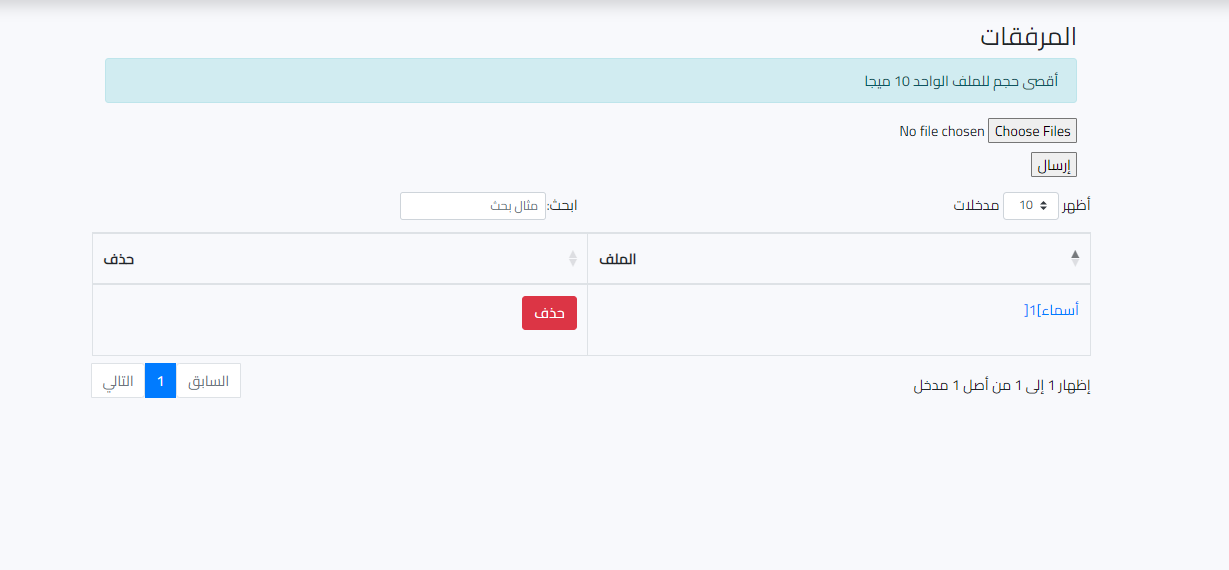 المرفقات
أقصى حجم للملف الواحد 10 ميجا
Choose Files No file chosen
إرسال
أظهر 10 مدخلات
ابحث: مثال بحث
الملف حذف
أسماء]1[ حذف
إظهار 1 إلى 1 من أصل 1 مدخل
السابق 1 التالي